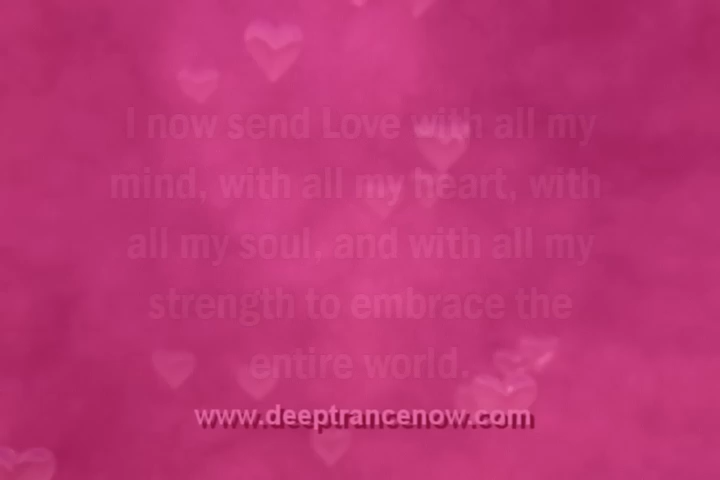 I now send Love with all my
mind, with all my heart, with
all my soul, and with all my
strength to embrace the
entire world.
www.deeptrancenow.com